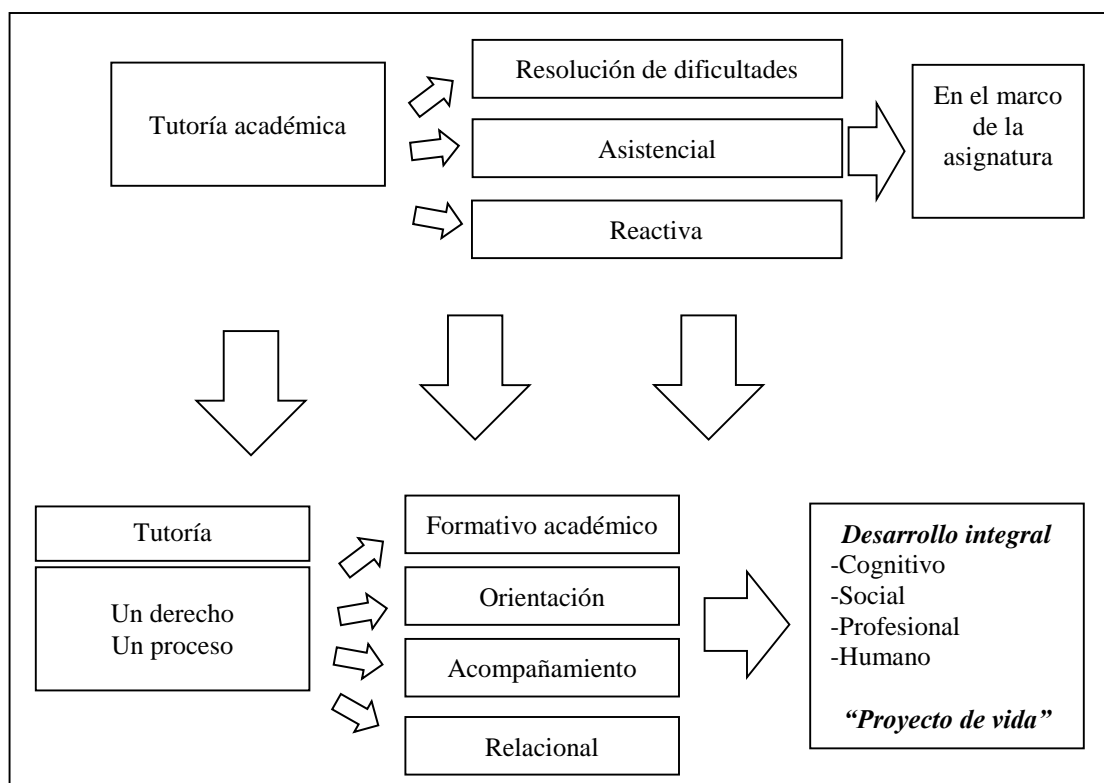 Tutoría académica
Resolución de dificultades
Asistencial
Reactiva
En el marco
de la
asignatura
Tutoría
Un derecho
Un proceso
Formativo académico
Orientación
Acompañamiento
Relacional
Desarrollo integral
-Cognitivo
-Social
-Profesional
-Humano
“Proyecto de vida”